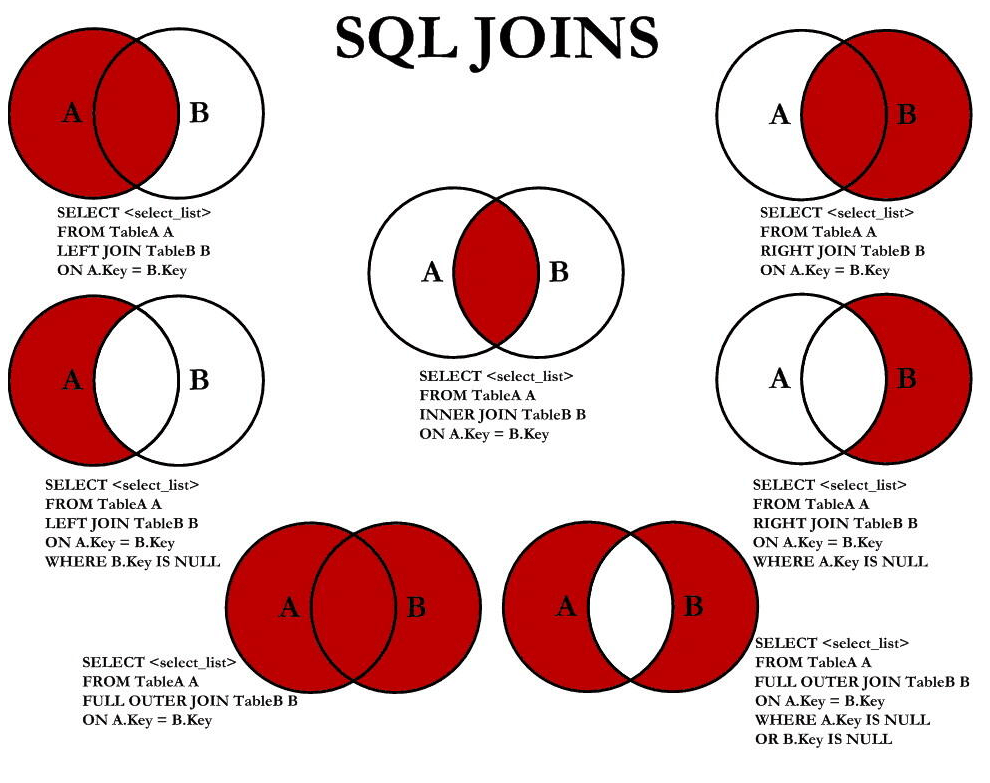 SQL JOINS
A B
SELECT <select_list>
FROM TableA A
LEFT JOIN TableB B
ON A.Key = B.Key
A B
SELECT <select_list>
FROM TableA A
RIGHT JOIN TableB B
ON A.Key = B.Key
A B
SELECT <select_list>
FROM TableA A
INNER JOIN TableB B
ON A.Key = B.Key
A B
SELECT <select_list>
FROM TableA A
LEFT JOIN TableB B
ON A.Key = B.Key
WHERE B.Key IS NULL
A B
SELECT <select_list>
FROM TableA A
RIGHT JOIN TableB B
ON A.Key = B.Key
WHERE A.Key IS NULL
A B
SELECT <select_list>
FROM TableA A
FULL OUTER JOIN TableB B
ON A.Key = B.Key
A B
SELECT <select_list>
FROM TableA A
FULL OUTER JOIN TableB B
ON A.Key = B.Key
WHERE A.Key IS NULL
OR B.Key IS NULL